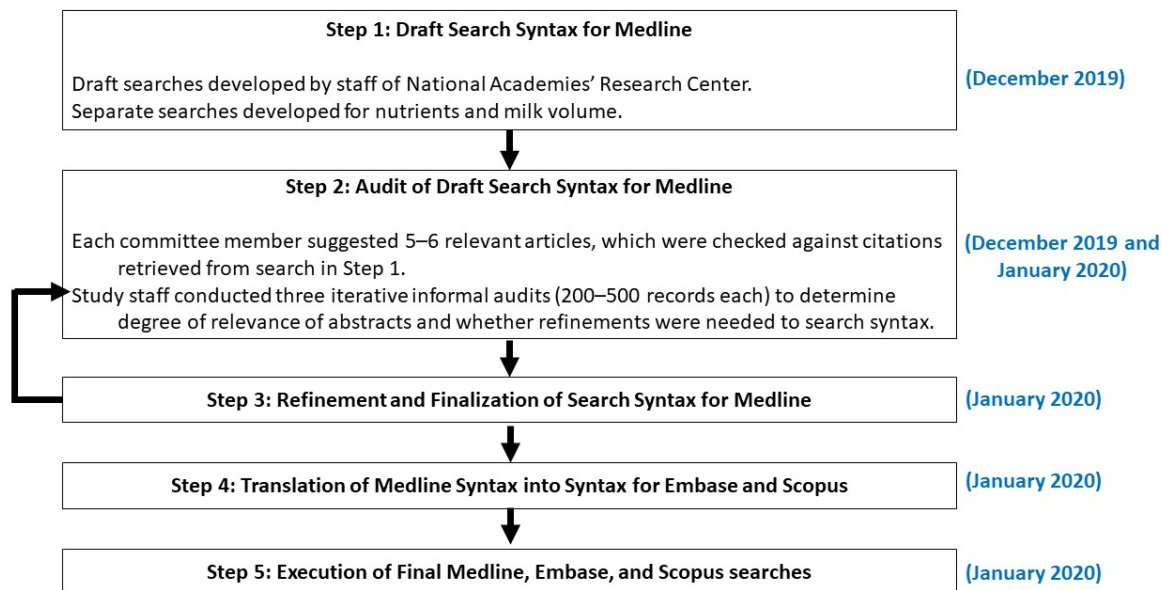 Step 1: Draft Search Syntax for Medline
Draft searches developed by staff of National Academies’ Research Center.
Separate searches developed for nutrients and milk volume.
(December 2019)
Step 2: Audit of Draft Search Syntax for Medline
Each committee member suggested 5–6 relevant articles, which were checked against citations
retrieved from search in Step 1.
Study staff conducted three iterative informal audits (200–500 records each) to determine
degree of relevance of abstracts and whether refinements were needed to search syntax.
(December 2019 and
January 2020)
Step 3: Refinement and Finalization of Search Syntax for Medline
(January 2020)
Step 4: Translation of Medline Syntax into Syntax for Embase and Scopus
(January 2020)
Step 5: Execution of Final Medline, Embase, and Scopus searches
(January 2020)